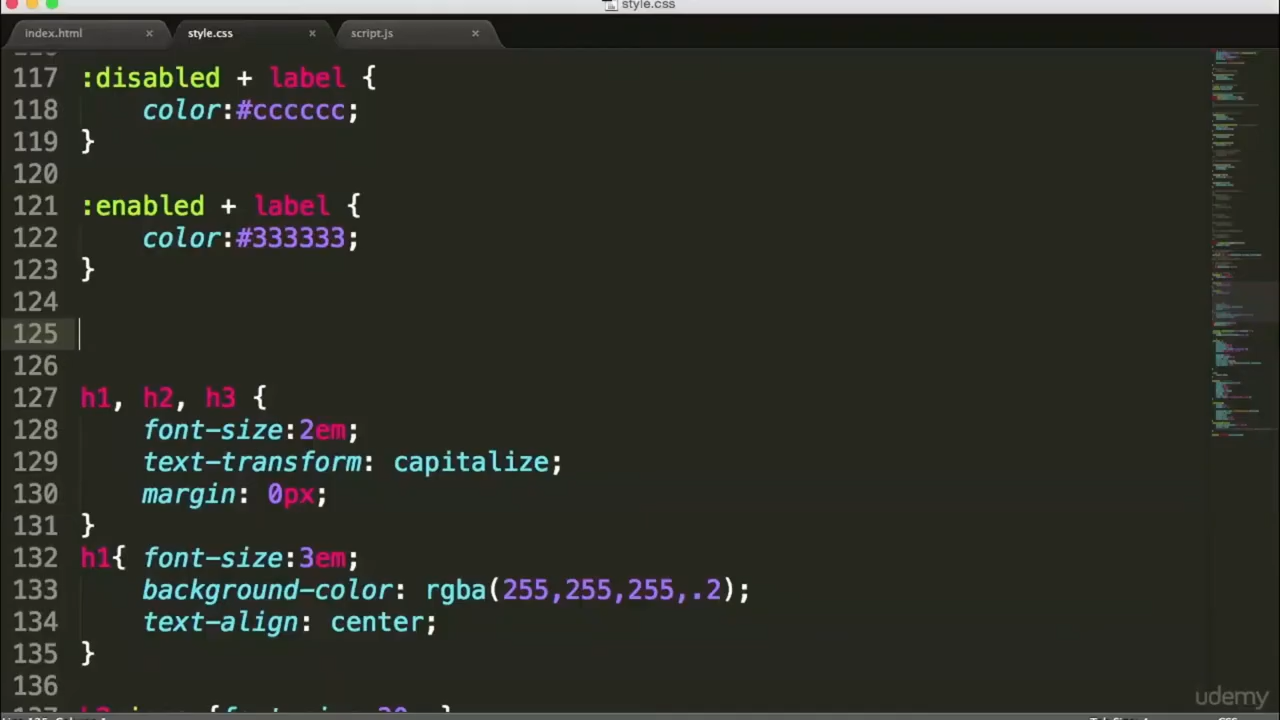 style.css
index.html × style.css × script.js ×
117 :disabled + label {
118 color:#cccccc;
119 }
120
121 :enabled + label {
122 color:#333333;
123 }
124
125
126
127 h1, h2, h3 {
128 font-size:2em;
129 text-transform: capitalize;
130 margin: 0px;
131 }
132 h1{ font-size:3em;
133 background-color: rgba(255,255,255,.2);
134 text-align: center;
135 }
136
udemy